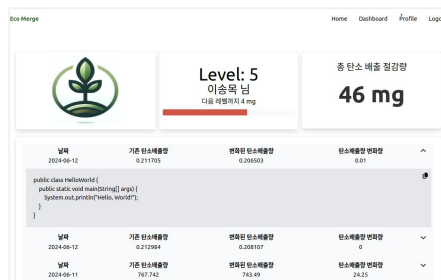 Eco Merge
Home Dashboard Profile Logo
Level: 5
이송목 님
다음 레벨까지 4 mg
총 탄소 배출 절감량
46 mg
날짜 기존 탄소배출량 변화된 탄소배출량 탄소배출량 변화량
2024-06-12 0.211705 0.206503 0.01
public class HelloWorld {
public static void main(String[] args) {
System.out.println("Hello, World!");
}
}
날짜 기존 탄소배출량 변화된 탄소배출량 탄소배출량 변화량
2024-06-12 0.212984 0.208107 0
날짜 기존 탄소배출량 변화된 탄소배출량 탄소배출량 변화량
2024-06-11 767.742 743.49 24.25